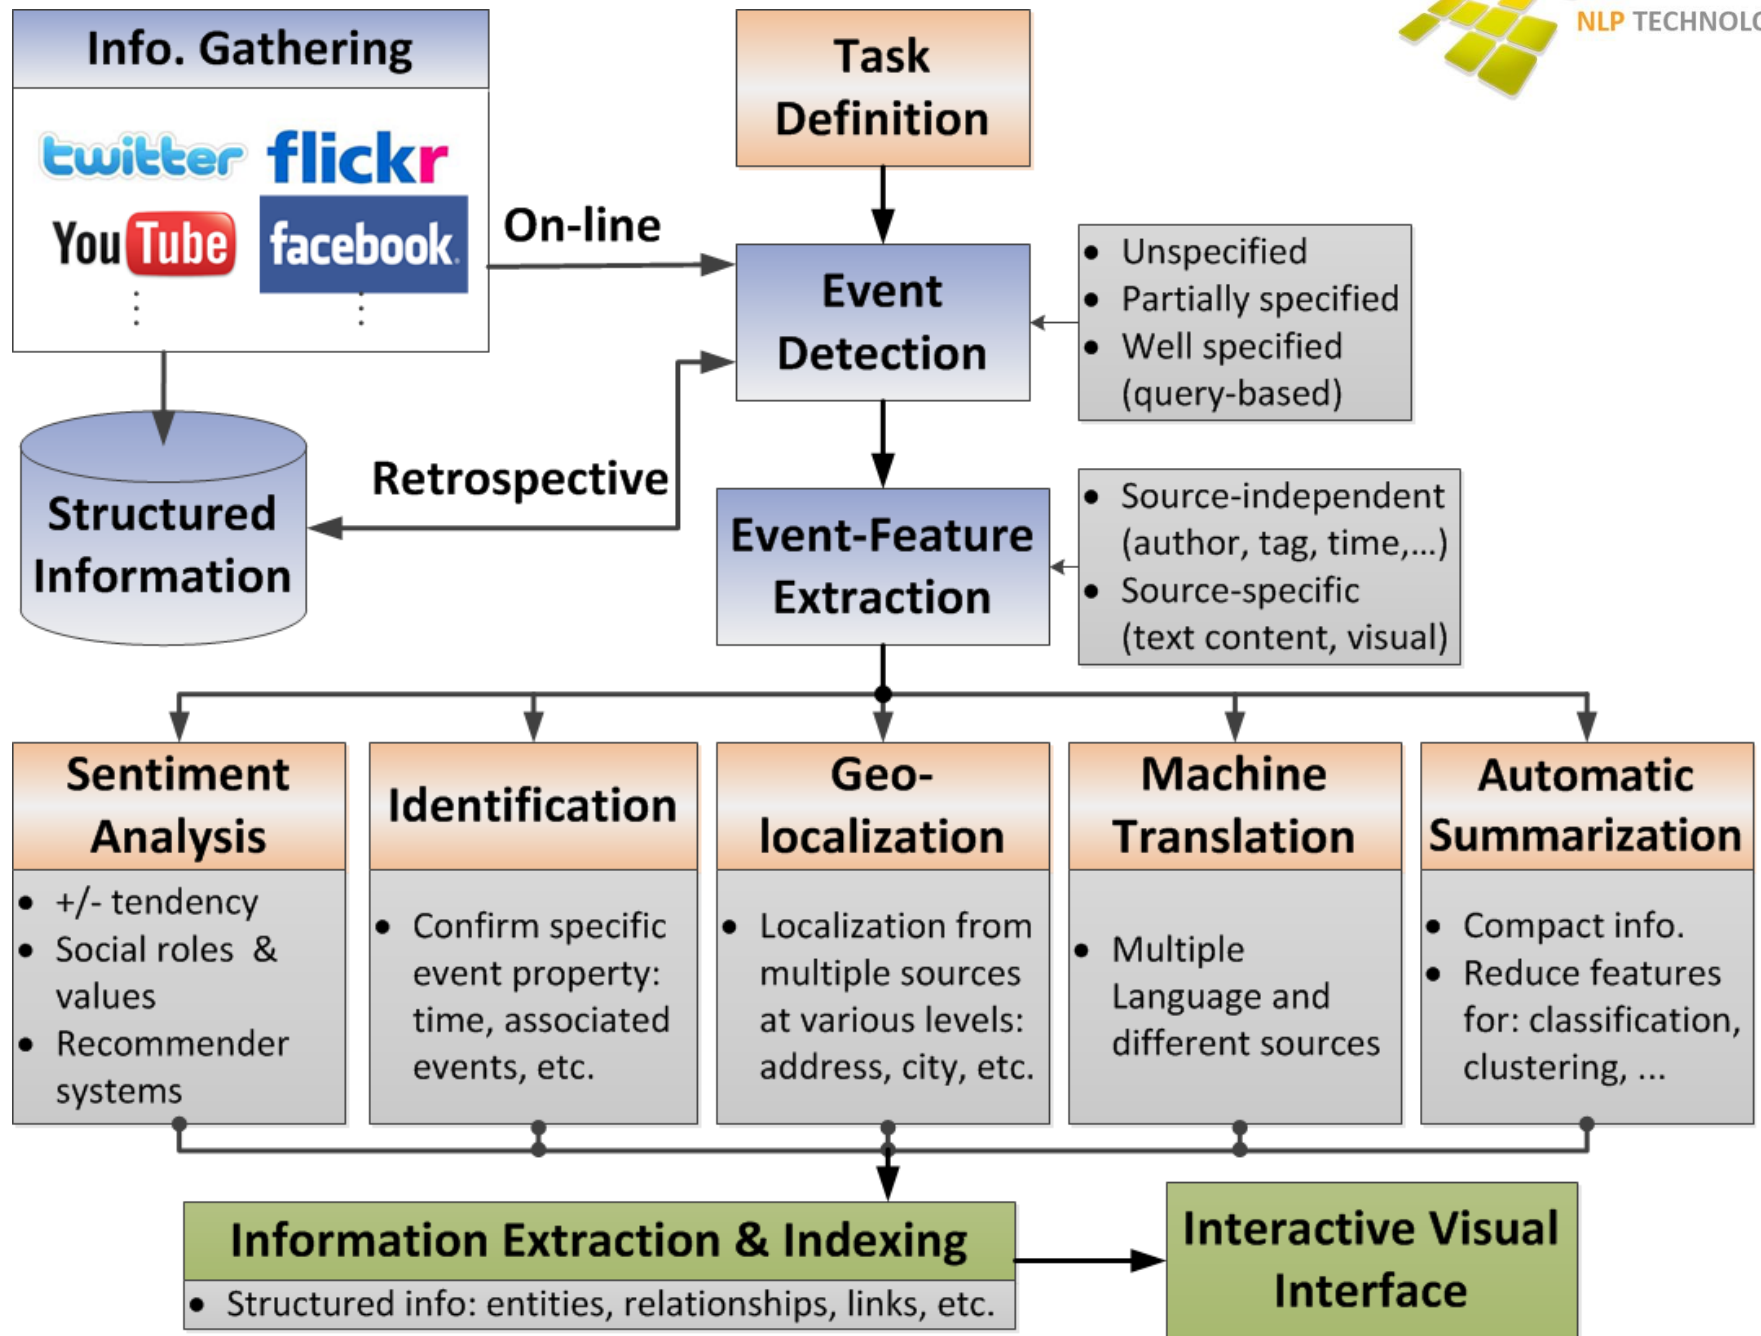 Info. Gathering
twitter flickr
YouTube facebook
Task
Definition
NLP
On-line
Event
Detection
• Unspecified
• Partially specified
• Well specified
(query-based)
Retrospective
Structured
Information
Event-Feature
Extraction
• Source-independent
(author, tag, time,...)
• Source-specific
(text content, visual)
Sentiment
Analysis
• +/- tendency
• Social roles &
values
• Recommender
systems
Identification
• Confirm specific
event property:
time, associated
events, etc.
Geo-
localization
• Localization from
multiple sources
at various levels:
address, city, etc.
Machine
Translation
• Multiple
Language and
different sources
Automatic
Summarization
• Compact info.
• Reduce features
for: classification,
clustering, ...
Information Extraction & Indexing
• Structured info: entities, relationships, links, etc.
Interactive Visual
Interface